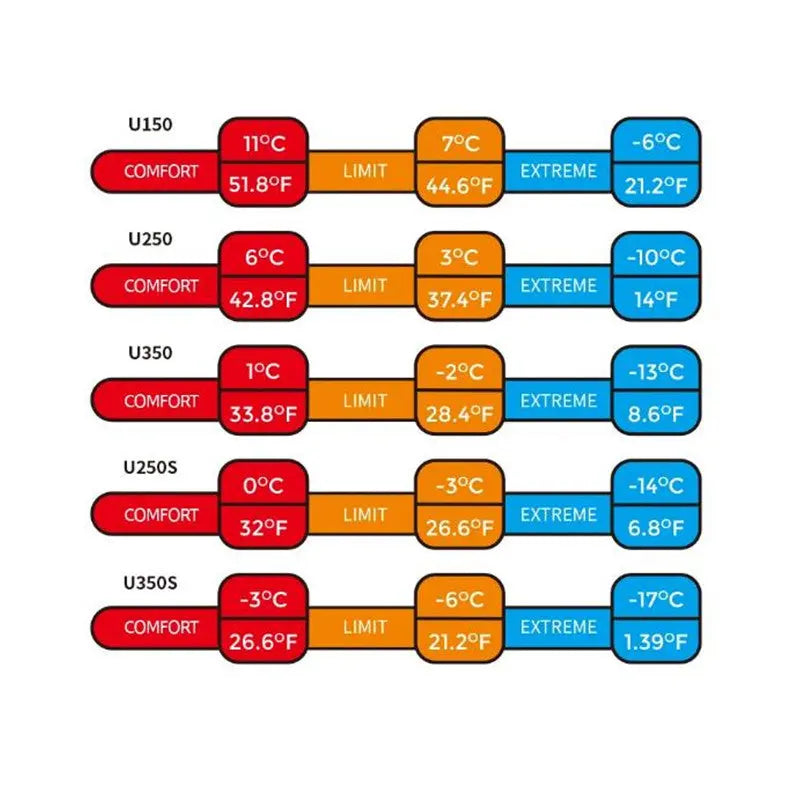 U150
COMFORT 11°C 51.8°F LIMIT 7°C 44.6°F EXTREME -6°C 21.2°F
U250
COMFORT 6°C 42.8°F LIMIT 3°C 37.4°F EXTREME -10°C 14°F
U350
COMFORT 1°C 33.8°F LIMIT -2°C 28.4°F EXTREME -13°C 8.6°F
U250S
COMFORT 0°C 32°F LIMIT -3°C 26.6°F EXTREME -14°C 6.8°F
U350S
COMFORT -3°C 26.6°F LIMIT -6°C 21.2°F EXTREME -17°C 1.39°F